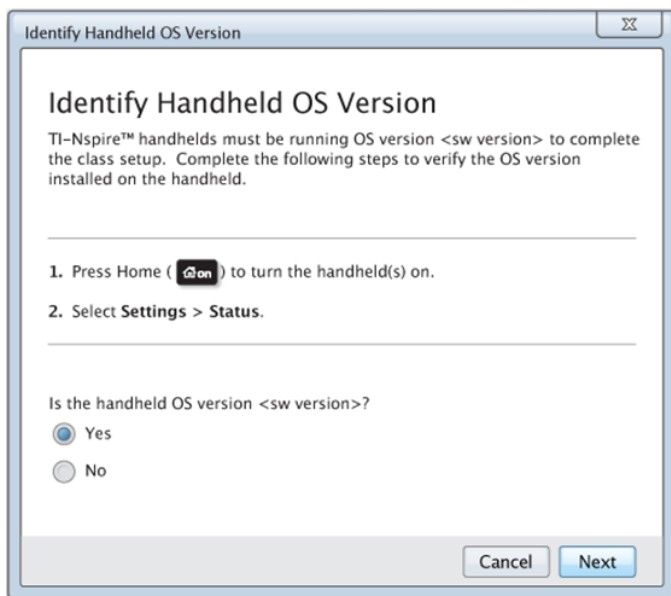 Identify Handheld OS Version
Identify Handheld OS Version
TI-Nspire™ handhelds must be running OS version <sw version> to complete
the class setup. Complete the following steps to verify the OS version
installed on the handheld.
1. Press Home ( on ) to turn the handheld(s) on.
2. Select Settings > Status.
Is the handheld OS version <sw version>?
Yes
No
Cancel Next